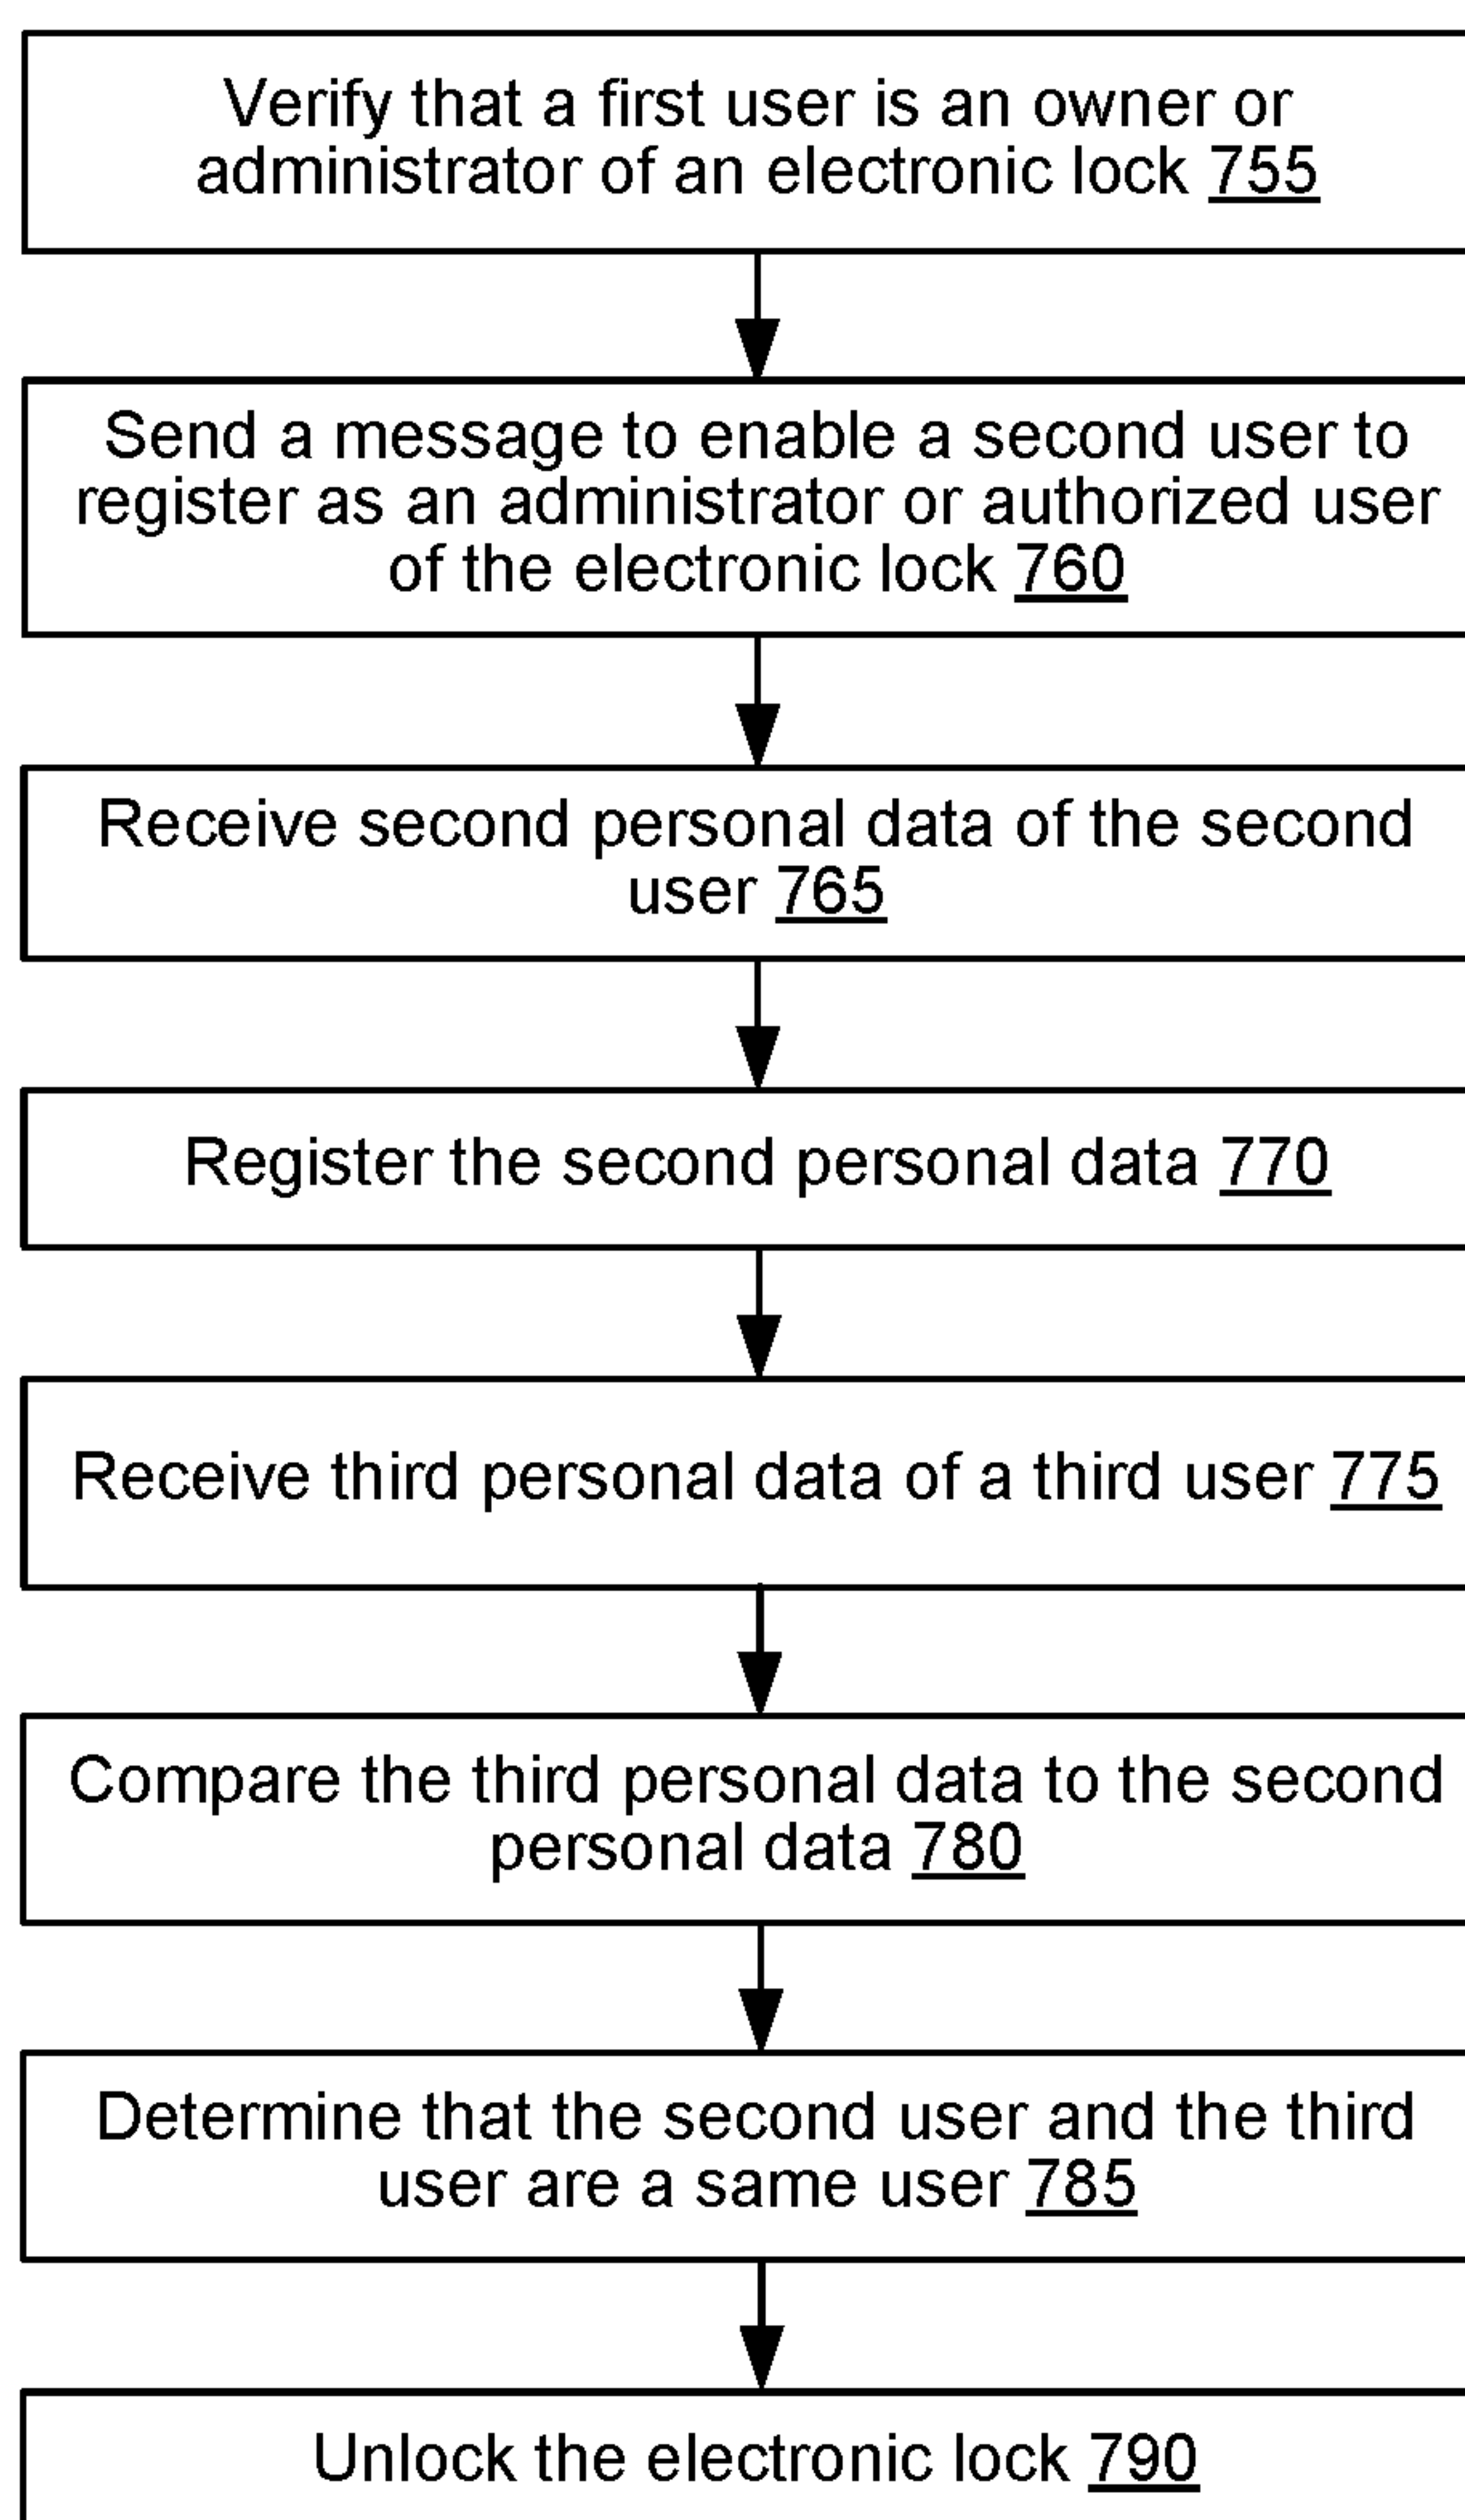 Verify that a first user is an owner or
administrator of an electronic lock 755
Send a message to enable a second user to
register as an administrator or authorized user
of the electronic lock 760
Receive second personal data of the second
user 765
Register the second personal data 770
Receive third personal data of a third user 775
Compare the third personal data to the second
personal data 780
Determine that the second user and the third
user are a same user 785
Unlock the electronic lock 790